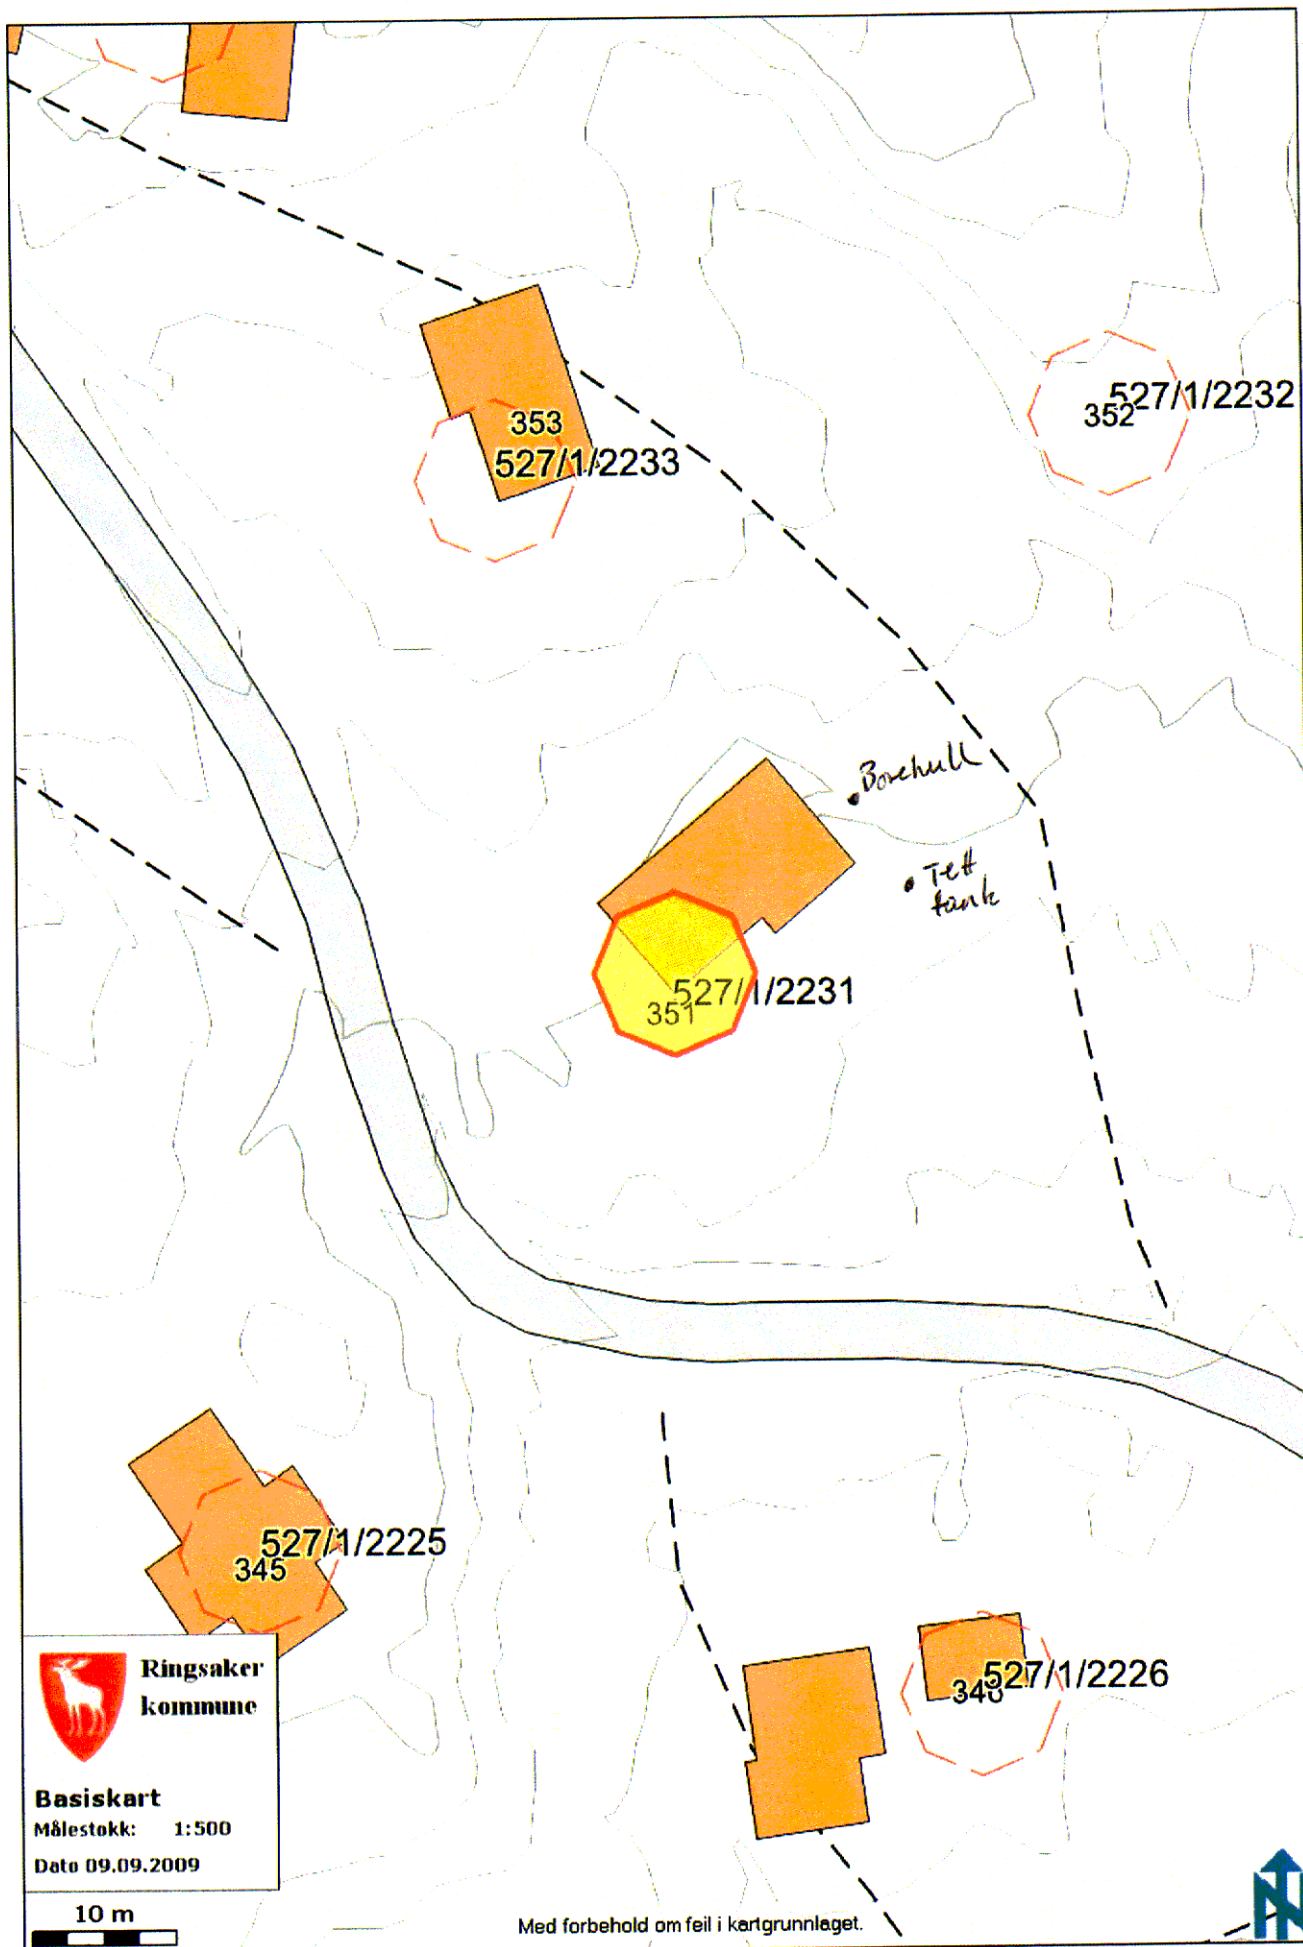 352
527/1/2232
353
527/1/2233
Borehull
Tett
tank
527/1/2231
351
527/1/2225
345
527/1/2226
346
Ringsaker
kommune
Basiskart
Målestokk: 1:500
Dato 09.09.2009
10 m
Med forbehold om feil i kartgrunnlaget.
N